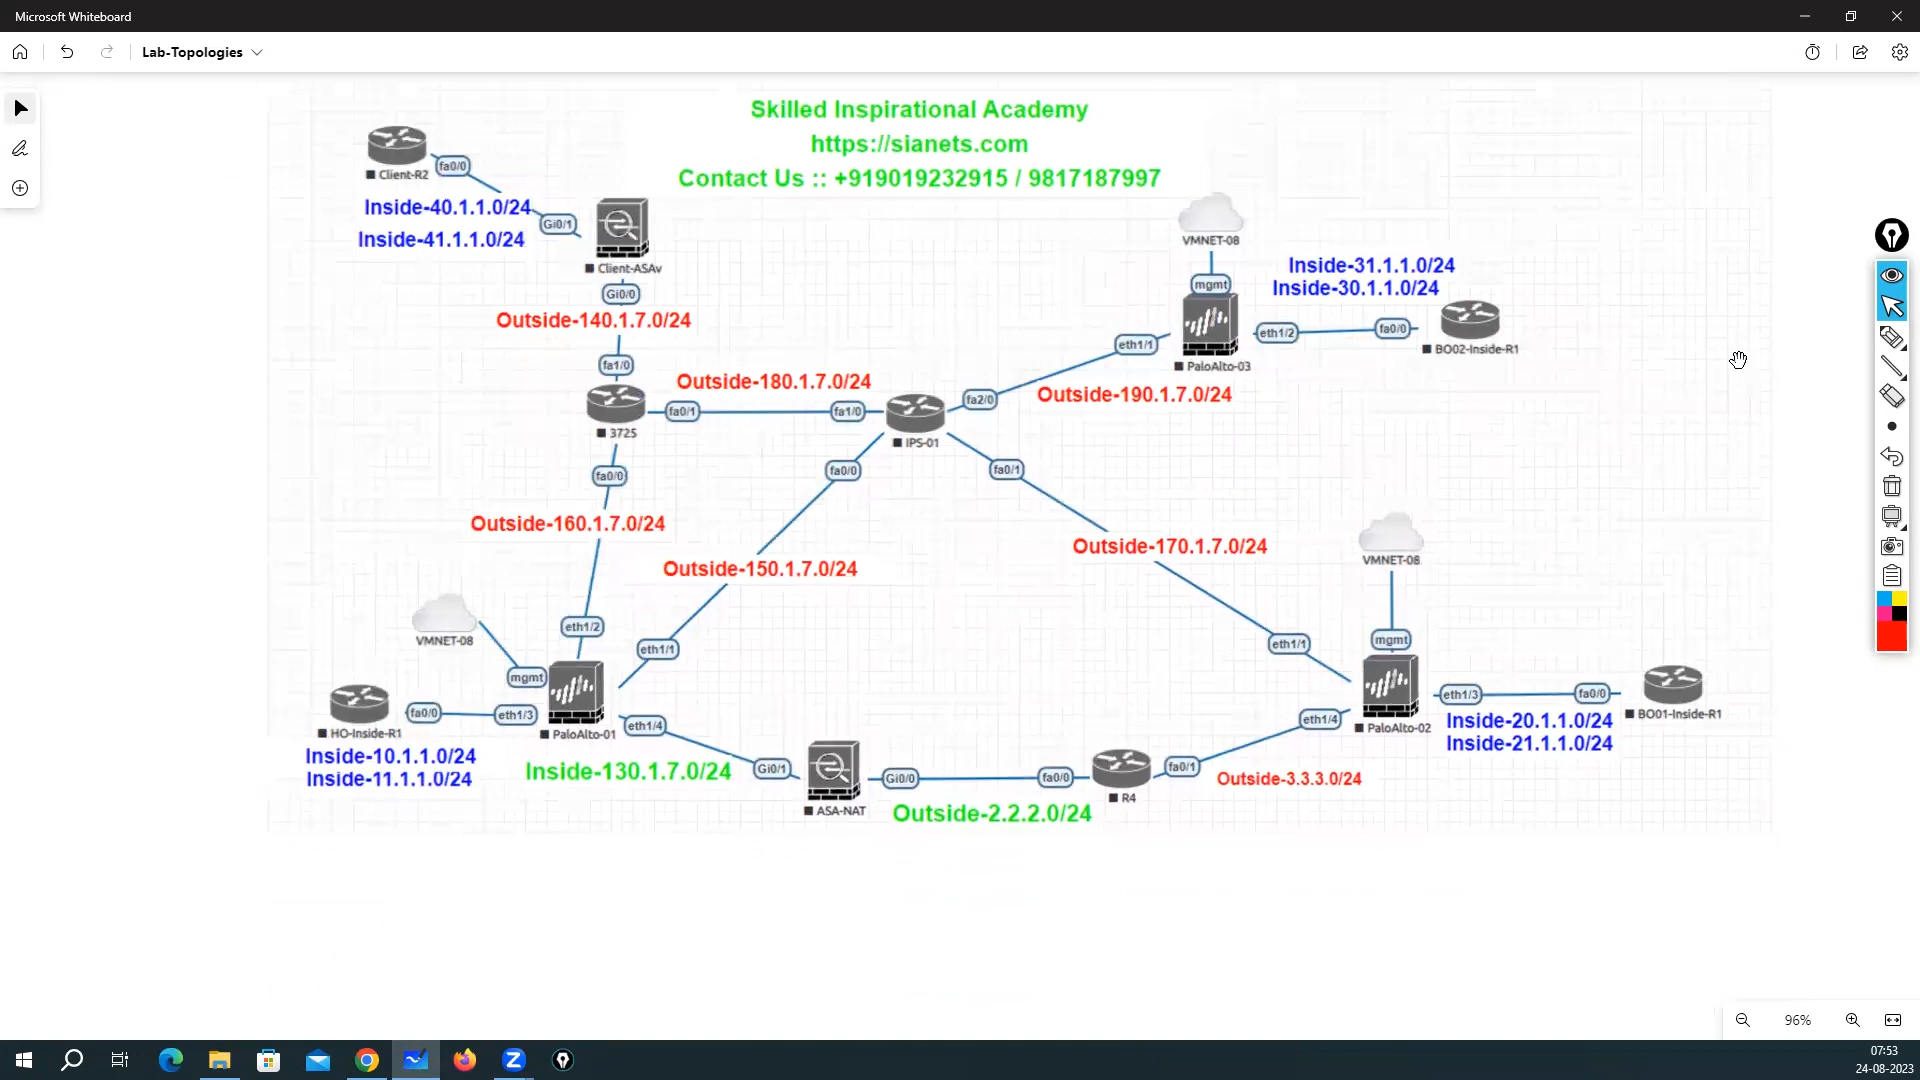 Microsoft Whiteboard
Lab-Topologies
Skilled Inspirational Academy
https://sianets.com
Contact Us :: +919019232915 / 9817187997
Client-R2
fa0/0
Inside-40.1.1.0/24
Inside-41.1.1.0/24
Gi0/1
Client-ASAv
Gi0/0
Outside-140.1.7.0/24
fa1/0
3725
fa0/1
Outside-180.1.7.0/24
fa1/0
IPS-01
fa2/0
Outside-190.1.7.0/24
eth1/1
VMNET-08
mgmt
PaloAlto-03
Inside-31.1.1.0/24
Inside-30.1.1.0/24
eth1/2
fa0/0
BO02-Inside-R1
fa0/0
Outside-160.1.7.0/24
eth1/2
fa0/0
Outside-150.1.7.0/24
eth1/1
fa0/1
Outside-170.1.7.0/24
eth1/1
VMNET-08
mgmt
VMNET-08
mgmt
HO-Inside-R1
fa0/0
eth1/3
PaloAlto-01
Inside-10.1.1.0/24
Inside-11.1.1.0/24
eth1/4
Inside-130.1.7.0/24
Gi0/1
ASA-NAT
Gi0/0
Outside-2.2.2.0/24
fa0/0
R4
fa0/1
Outside-3.3.3.0/24
eth1/4
PaloAlto-02
eth1/3
fa0/0
Inside-20.1.1.0/24
Inside-21.1.1.0/24
BO01-Inside-R1
96%
07:53
24-08-2023